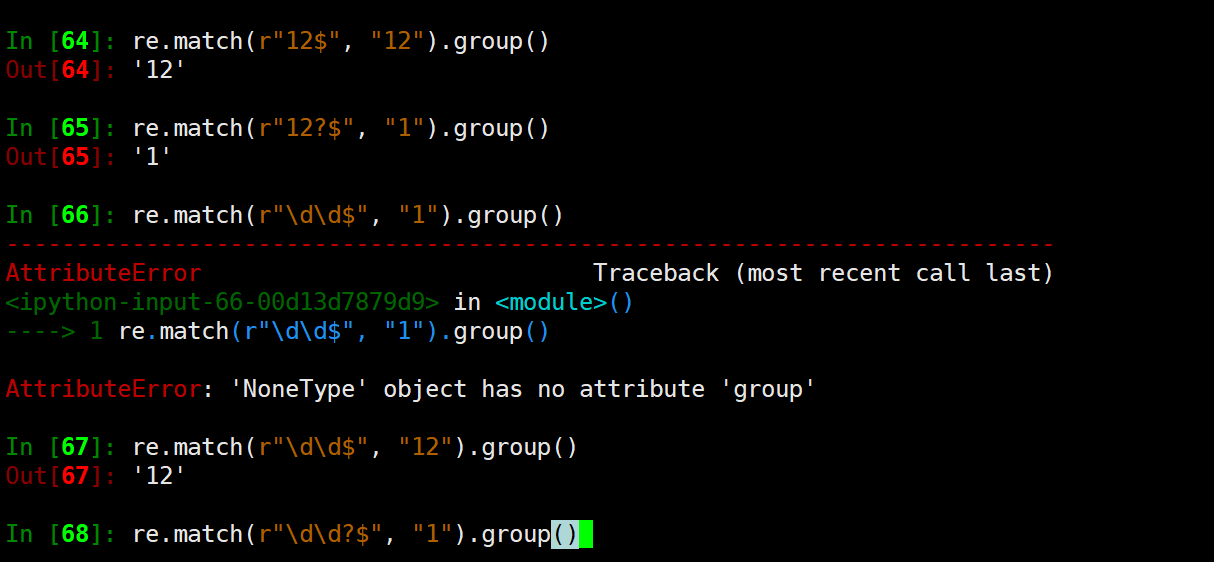 In [64]: re.match(r"12$", "12").group()
Out[64]: '12'
In [65]: re.match(r"12?$", "1").group()
Out[65]: '1'
In [66]: re.match(r"\d\d$", "1").group()
---------------------------------------------------------------------------
AttributeError                            Traceback (most recent call last)
<ipython-input-66-00d13d7879d9> in <module>()
----> 1 re.match(r"\d\d$", "1").group()
AttributeError: 'NoneType' object has no attribute 'group'
In [67]: re.match(r"\d\d$", "12").group()
Out[67]: '12'
In [68]: re.match(r"\d\d?$", "1").group()